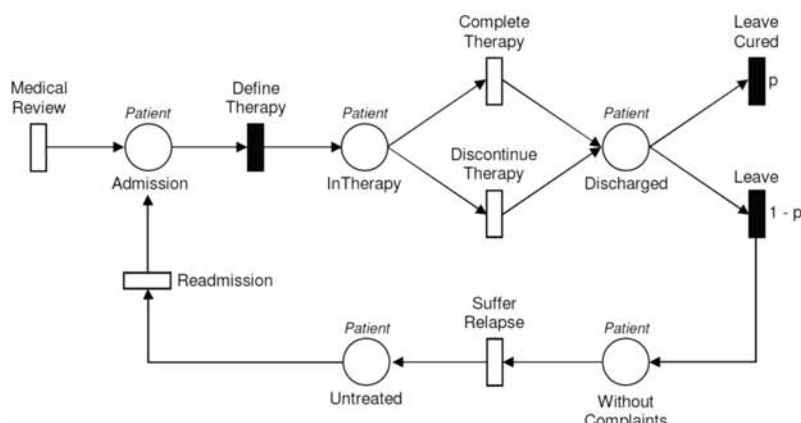 Medical
Review
Patient
Admission
Define
Therapy
Patient
InTherapy
Complete
Therapy
Discontinue
Therapy
Patient
Discharged
Leave
Cured
p
Leave
1 - p
Readmission
Patient
Untreated
Suffer
Relapse
Patient
Without
Complaints